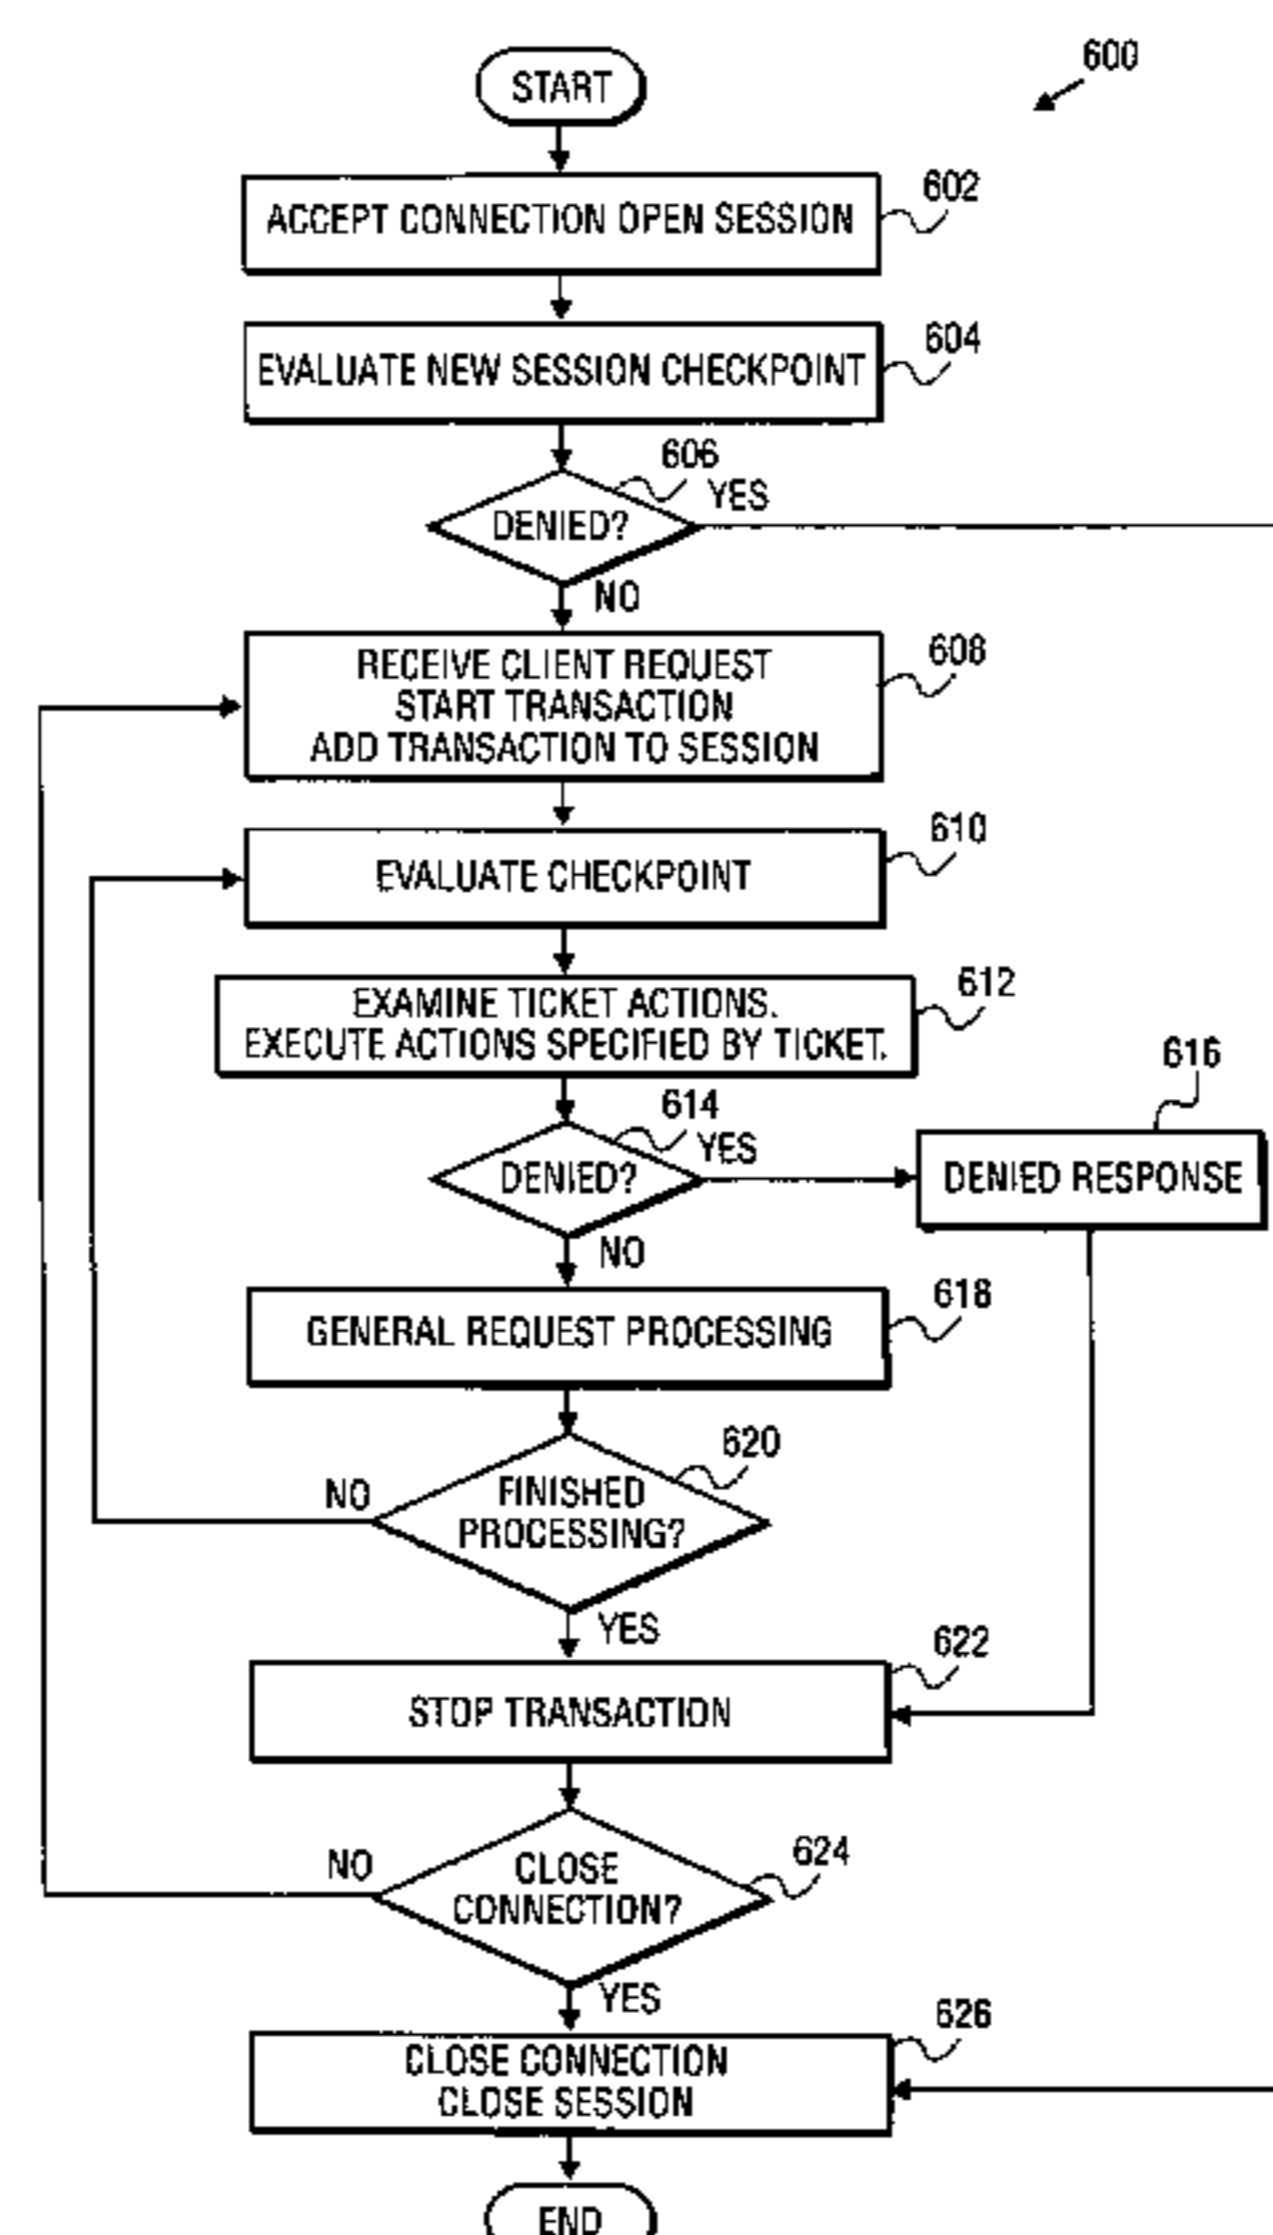 START
600
ACCEPT CONNECTION OPEN SESSION
602
EVALUATE NEW SESSION CHECKPOINT
604
606
DENIED?
YES
NO
RECEIVE CLIENT REQUEST
START TRANSACTION
ADD TRANSACTION TO SESSION
608
EVALUATE CHECKPOINT
610
EXAMINE TICKET ACTIONS.
EXECUTE ACTIONS SPECIFIED BY TICKET.
612
614
DENIED?
YES
616
DENIED RESPONSE
NO
GENERAL REQUEST PROCESSING
618
620
NO
FINISHED
PROCESSING?
YES
STOP TRANSACTION
622
NO
CLOSE
CONNECTION?
624
YES
CLOSE CONNECTION
CLOSE SESSION
626
END